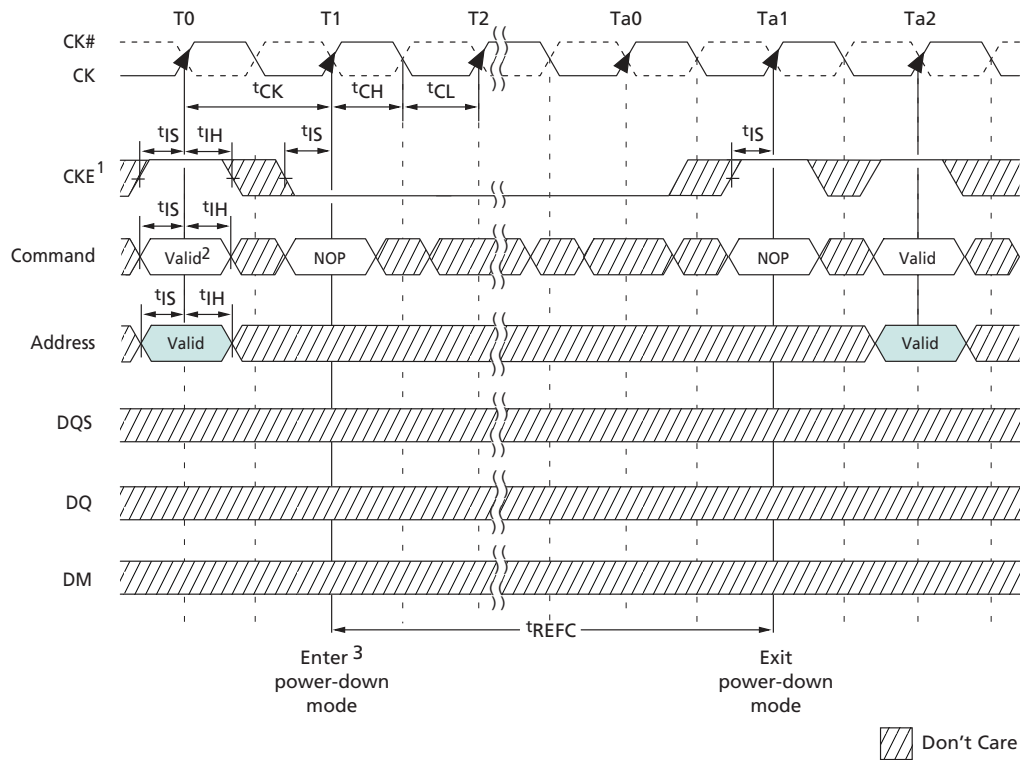 T0 T1 T2 Ta0 Ta1 Ta2
CK#
CK
tCK tCH tCL
tIS tIH tIS tIS
CKE1
tIS tIH
Command Valid2 NOP NOP Valid
tIS tIH
Address Valid Valid
DQS
DQ
DM
tREFC
Enter 3
power-down
mode
Exit
power-down
mode
Don't Care